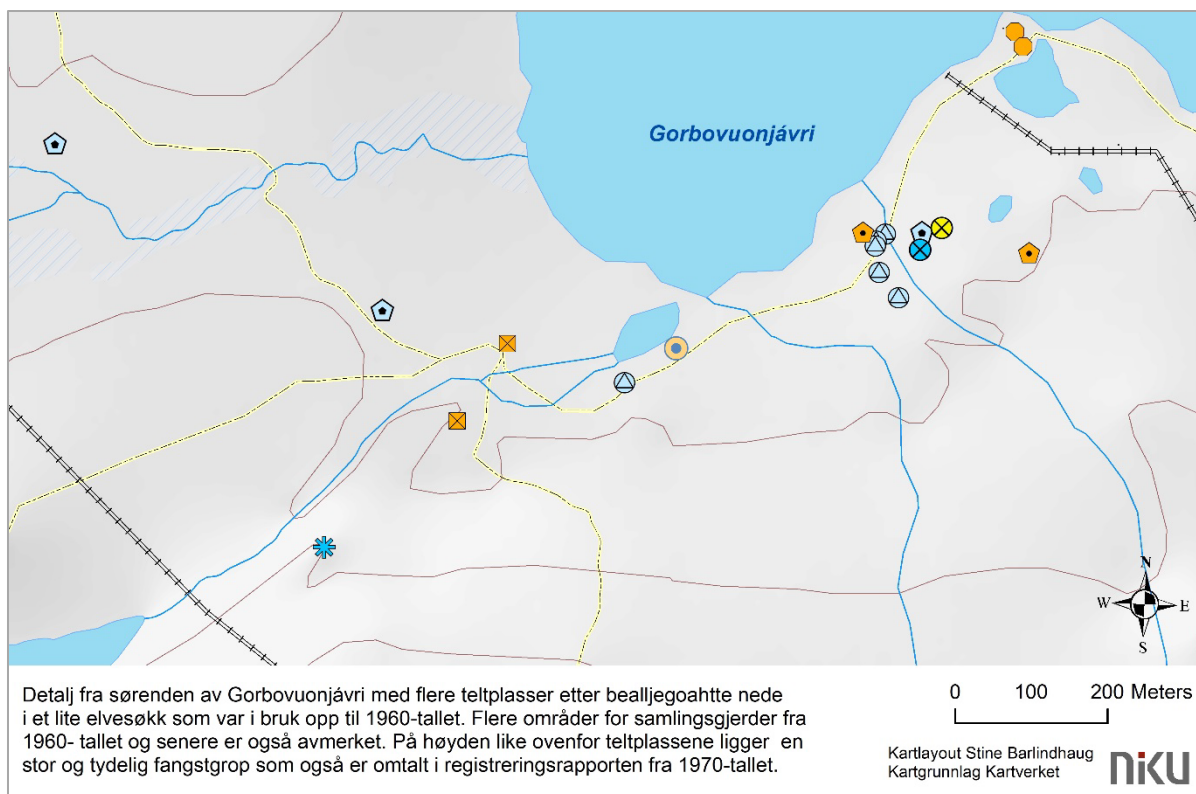 Gorbovuonjávri
N
W E
S
Detalj fra sørenden av Gorbovuonjávri med flere teltplasser etter bealljegoahtte nede
i et lite elvesøkk som var i bruk opp til 1960-tallet. Flere områder for samlingsgjerder fra
1960- tallet og senere er også avmerket. På høyden like ovenfor teltplassene ligger en
stor og tydelig fangstgrop som også er omtalt i registreringsrapporten fra 1970-tallet.
0 100 200 Meters
Kartlayout Stine Barlindhaug
Kartgrunnlag Kartverket
niku